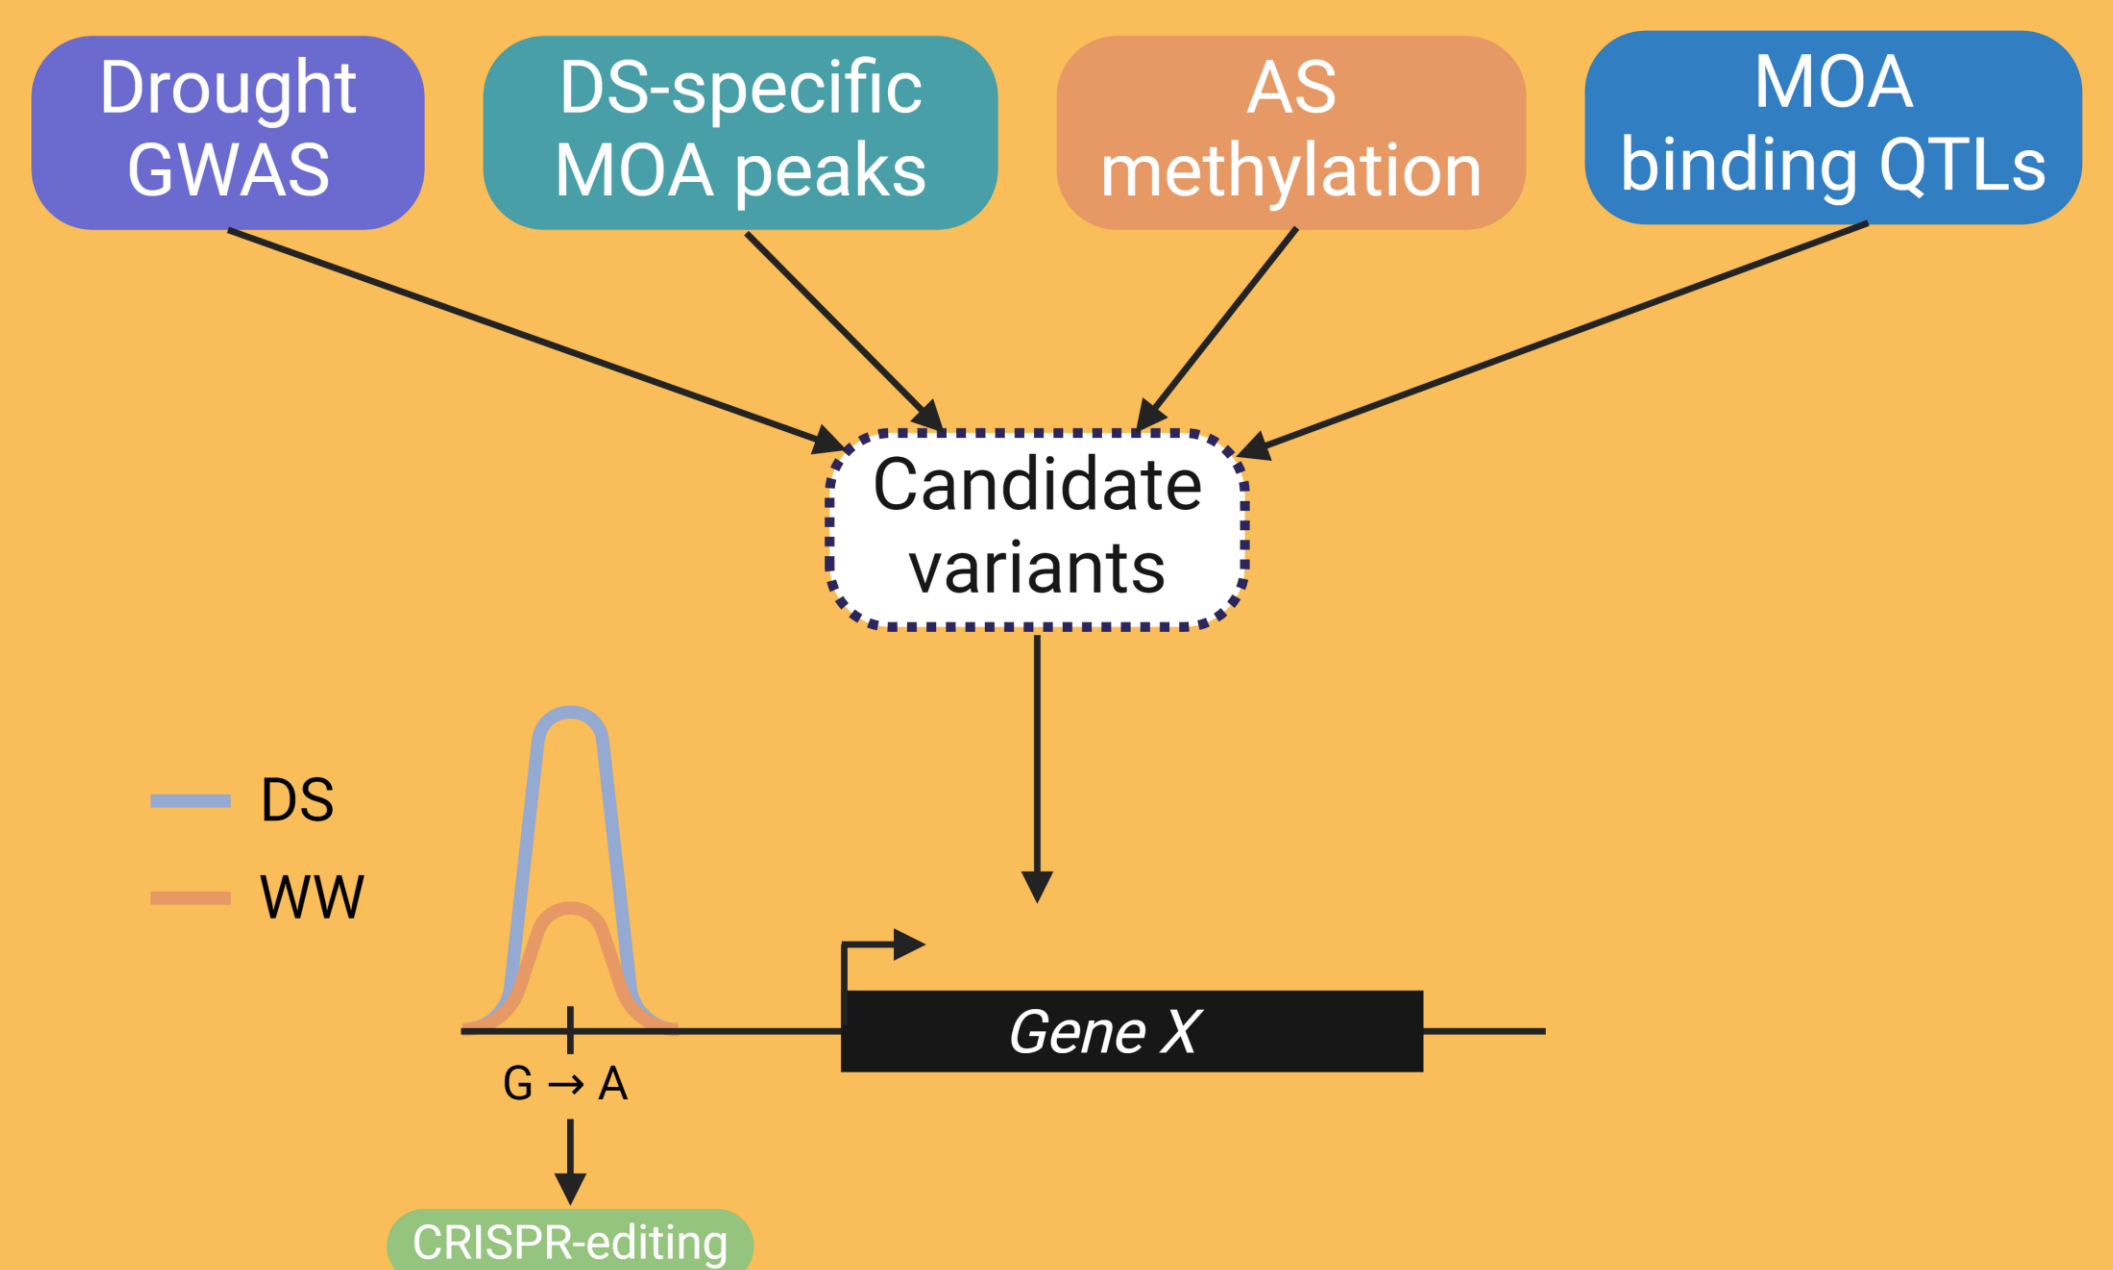 Drought
GWAS
DS-specific
MOA peaks
AS
methylation
MOA
binding QTLs
Candidate
variants
DS
WW
Gene X
G → A
CRISPR-editing